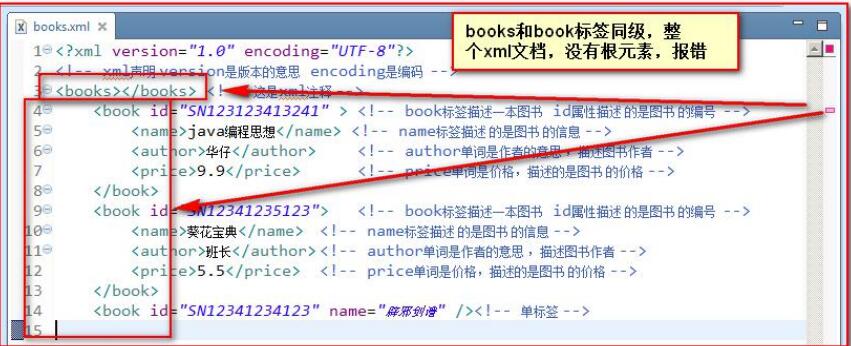 books.xml
books和book标签同级，整
个xml文档，没有根元素，报错
1 <?xml version="1.0" encoding="UTF-8"?>
2 <!-- xml声明 version是版本的意思 encoding是编码 -->
3 <books></books> <!-- 这是xml注释 -->
4 <book id="SN123123413241" > <!-- book标签描述一本图书 id属性描述 的是图书 的编号 -->
5 <name>java编程思想</name> <!-- name标签描述 的是图书 的信息 -->
6 <author>华仔</author> <!-- author单词是作者的意思 ，描述图书作者 -->
7 <price>9.9</price> <!-- price单词是价格，描述的是图书 的价格 -->
8 </book>
9 <book id="SN12341235123"> <!-- book标签描述一本图书 id属性描述 的是图书 的编号 -->
10 <name>葵花宝典</name> <!-- name标签描述 的是图书 的信息 -->
11 <author>班长</author> <!-- author单词是作者的意思 ，描述图书作者 -->
12 <price>5.5</price> <!-- price单词是价格，描述的是图书 的价格 -->
13 </book>
14 <book id="SN12341234123" name="辟邪剑谱" /><!-- 单标签 -->
15